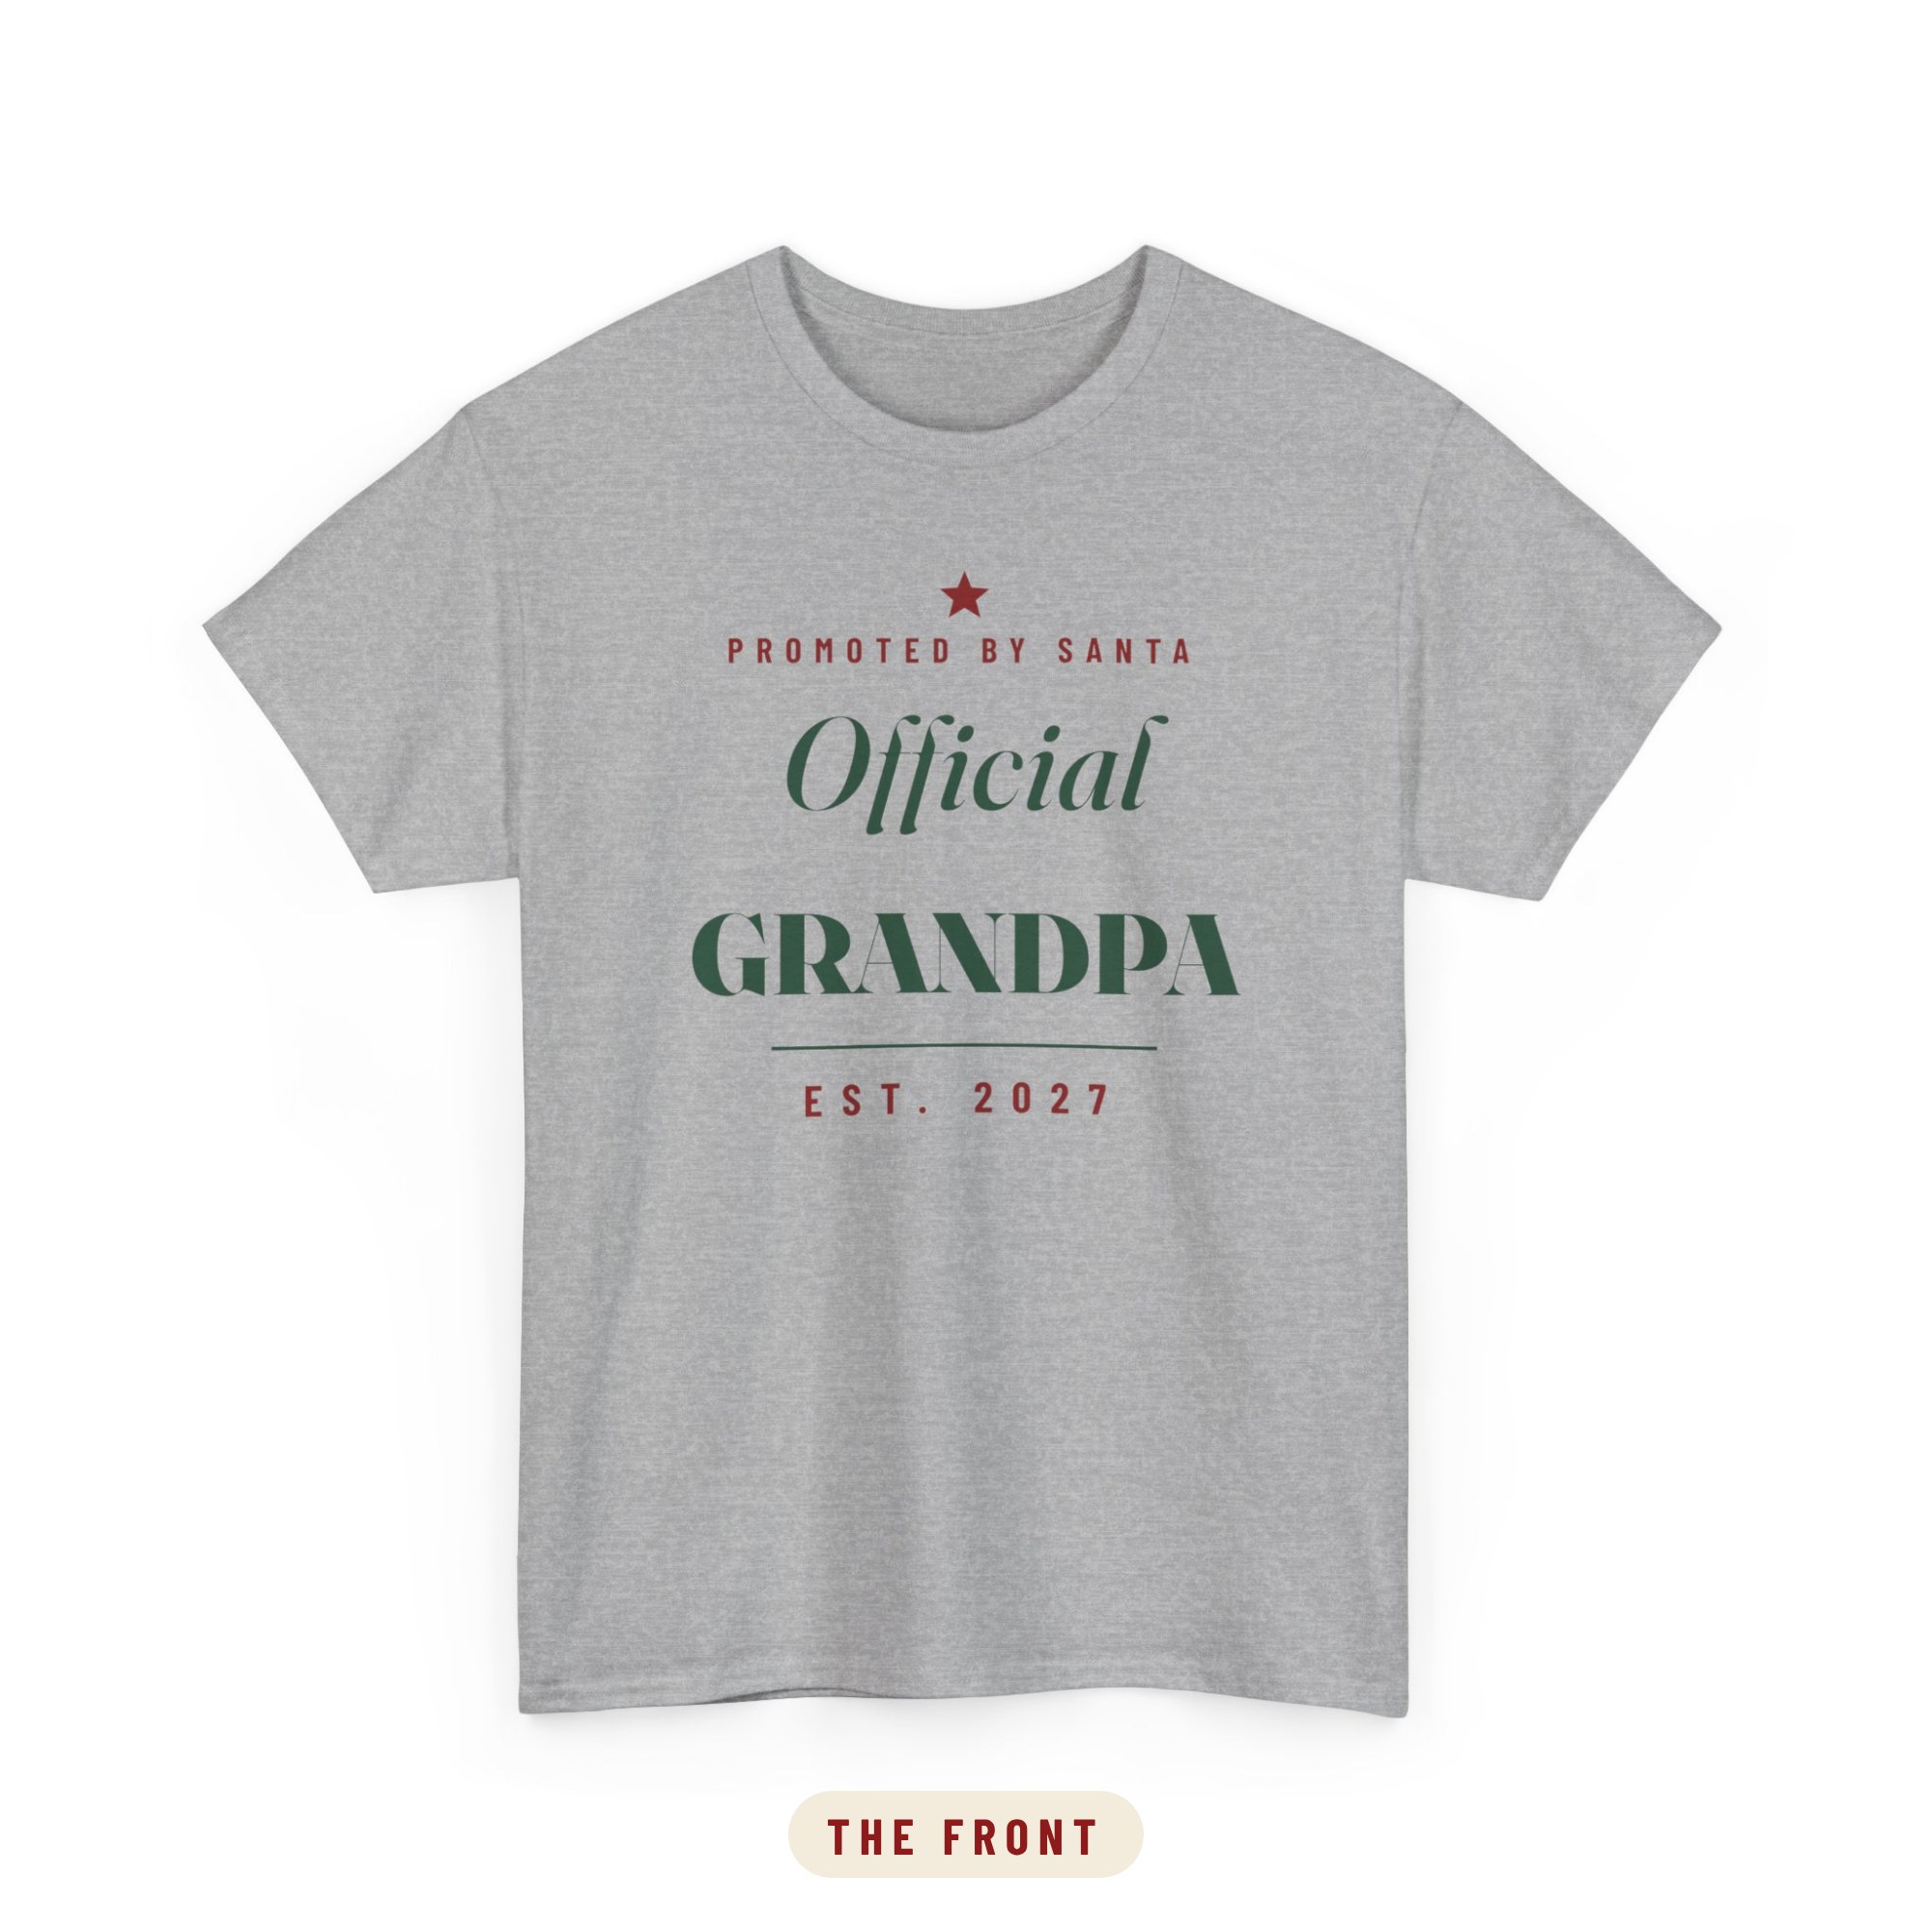 PROMOTED BY SANTA
Official
GRANDPA
EST. 2027
THE FRONT